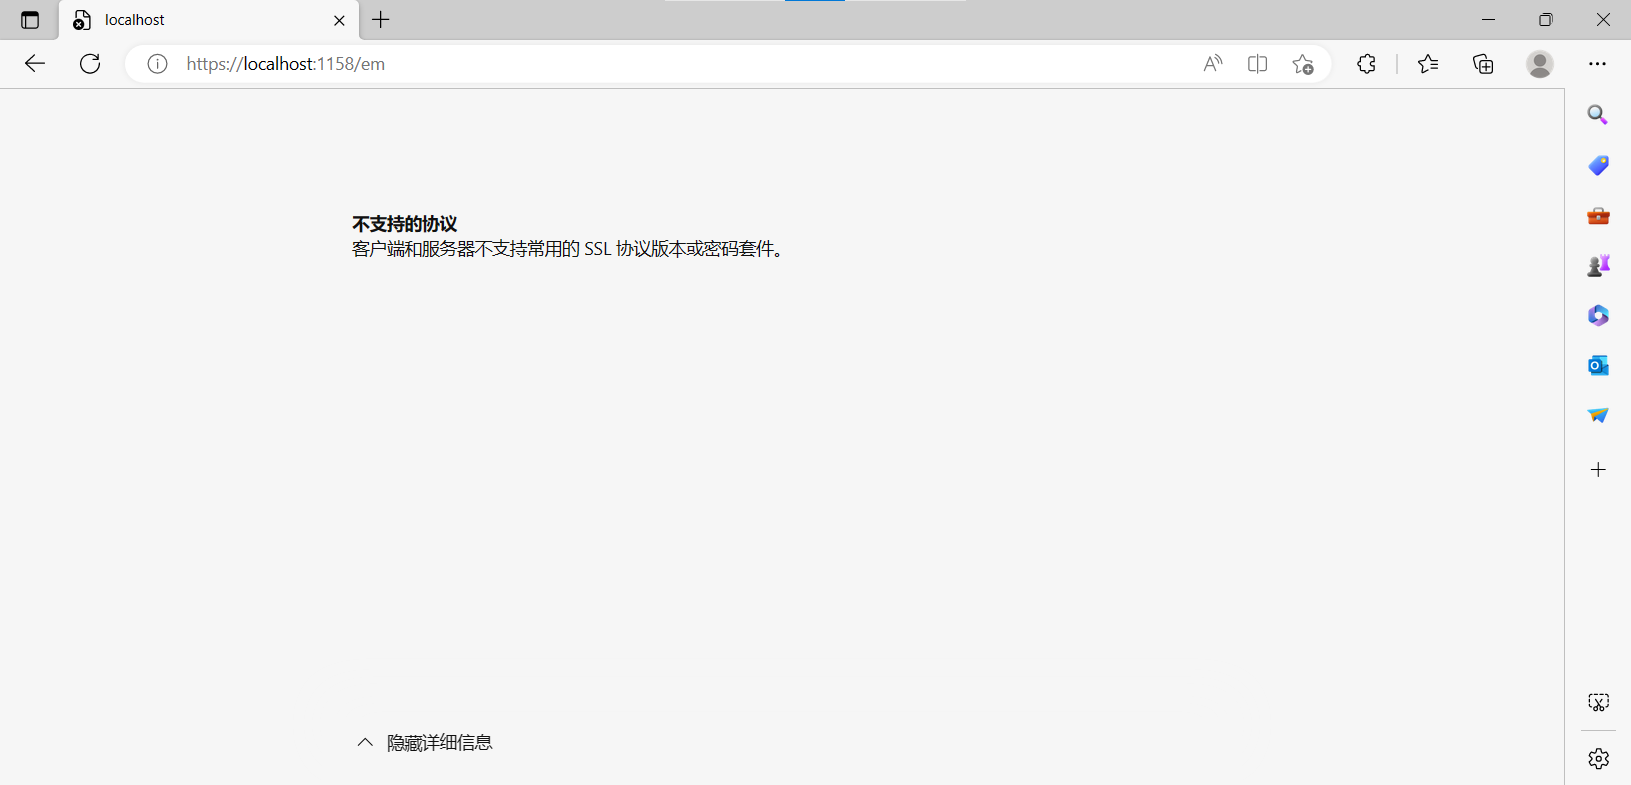 localhost
https://localhost:1158/em
不支持的协议
客户端和服务器不支持常用的 SSL 协议版本或密码套件。
隐藏详细信息